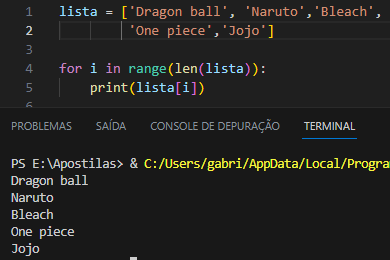 1 lista = ['Dragon ball', 'Naruto','Bleach',
2 'One piece','Jojo']
3
4 for i in range(len(lista)):
5 print(lista[i])
6
PROBLEMAS SAÍDA CONSOLE DE DEPURAÇÃO TERMINAL
PS E:\Apostilas> & C:/Users/gabri/AppData/Local/Progra
Dragon ball
Naruto
Bleach
One piece
Jojo